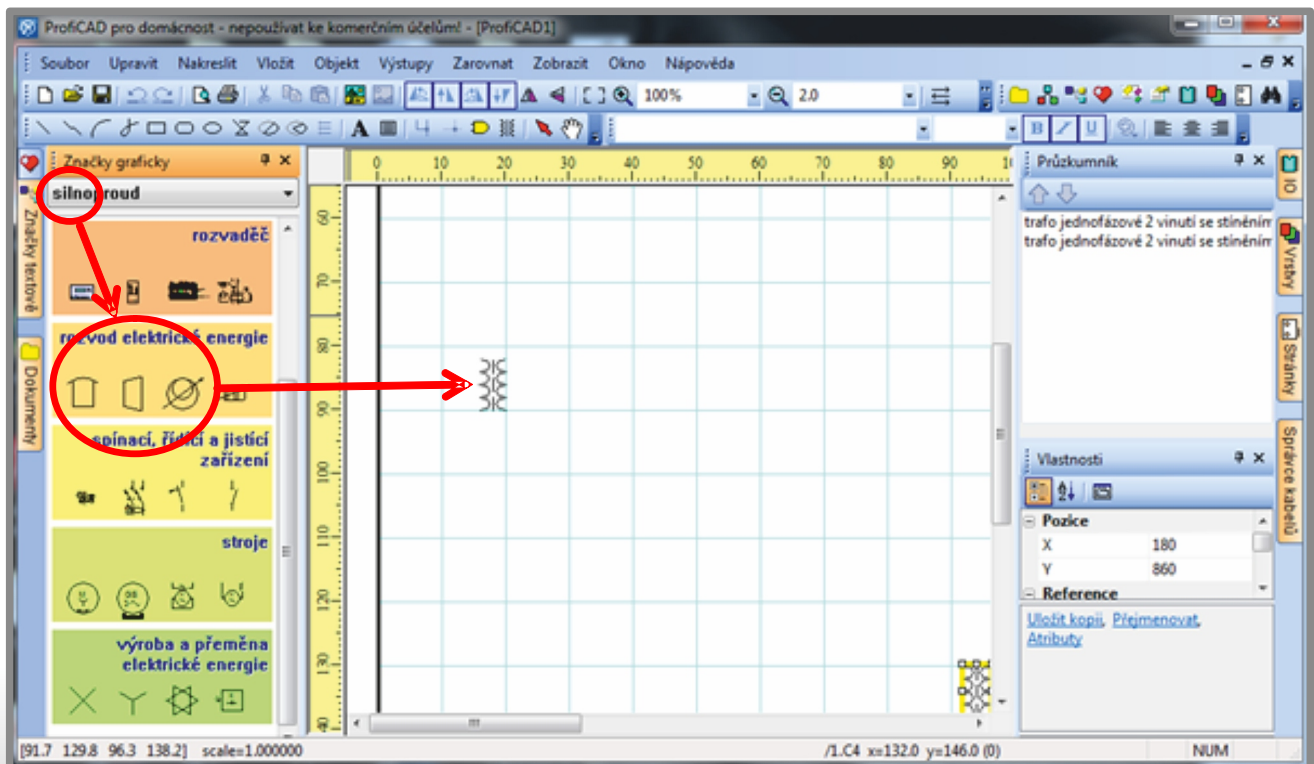 ProfiCAD pro domácnost - nepoužívat ke komerčním účelům! - [ProfiCAD1]
Soubor Upravit Nakreslit Vložit Objekt Výstupy Zarovnat Zobrazit Okno Nápověda
100% 2.0
A
B I U
Značky graficky
silnoproud
rozvaděč
rozvod elektrické energie
spínací, řídící a jistící
zařízení
stroje
výroba a přeměna
elektrické energie
Značky textově
Dokumenty
0 10 20 30 40 50 60 70 80 90 1
60
70
80
90
100
110
120
130
40
Průzkumník
trafo jednofázové 2 vinutí se stíněním
trafo jednofázové 2 vinutí se stíněním
Vlastnosti
Pozice
X 180
Y 860
Reference
Uložit kopii, Přejmenovat,
Atributy
IO
Vrstvy
Stránky
Správce kabelů
[91.7 129.8 96.3 138.2] scale=1.000000 /1.C4 x=132.0 y=146.0 (0) NUM